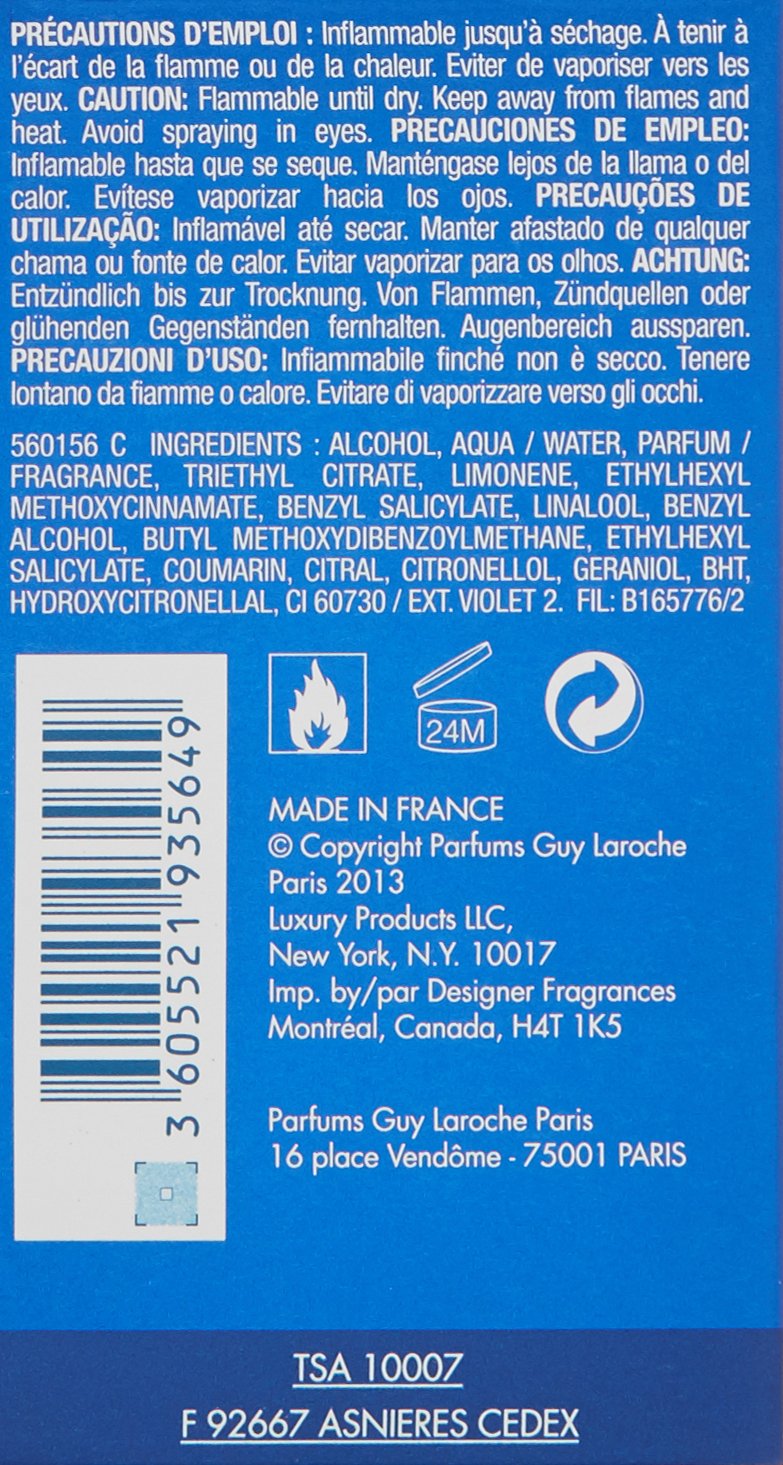 PRÉCAUTIONS D'EMPLOI : Inflammable jusqu'à séchage. À tenir à
l'écart de la flamme ou de la chaleur. Eviter de vaporiser vers les
yeux. CAUTION: Flammable until dry. Keep away from flames and
heat. Avoid spraying in eyes. PRECAUCIONES DE EMPLEO:
Inflamable hasta que se seque. Manténgase lejos de la llama o del
calor. Evítese vaporizar hacia los ojos. PRECAUÇÕES DE
UTILIZAÇÃO: Inflamável até secar. Manter afastado de qualquer
chama ou fonte de calor. Evitar vaporizar para os olhos. ACHTUNG:
Entzündlich bis zur Trocknung. Von Flammen, Zündquellen oder
glühenden Gegenständen fernhalten. Augenbereich aussparen.
PRECAUZIONI D'USO: Infiammabile finché non è secco. Tenere
lontano da fiamme o calore. Evitare di vaporizzare verso gli occhi.
560156 C INGREDIENTS : ALCOHOL, AQUA / WATER, PARFUM /
FRAGRANCE, TRIETHYL CITRATE, LIMONENE, ETHYLHEXYL
METHOXYCINNAMATE, BENZYL SALICYLATE, LINALOOL, BENZYL
ALCOHOL, BUTYL METHOXYDIBENZOYLMETHANE, ETHYLHEXYL
SALICYLATE, COUMARIN, CITRAL, CITRONELLOL, GERANIOL, BHT,
HYDROXYCITRONELLAL, CI 60730 / EXT. VIOLET 2. FIL: B165776/2
3 605521 935649
24M
MADE IN FRANCE
© Copyright Parfums Guy Laroche
Paris 2013
Luxury Products LLC,
New York, N.Y. 10017
Imp. by/par Designer Fragrances
Montréal, Canada, H4T 1K5
Parfums Guy Laroche Paris
16 place Vendôme - 75001 PARIS
TSA 10007
F 92667 ASNIERES CEDEX